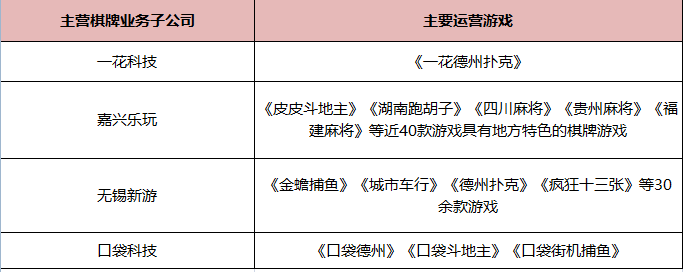 主营棋牌业务子公司 主要运营游戏
一花科技 《一花德州扑克》
嘉兴乐玩 《皮皮斗地主》《湖南跑胡子》《四川麻将》《贵州麻将》《福
建麻将》等近40款游戏具有地方特色的棋牌游戏
无锡新游 《金蟾捕鱼》《城市车行》《德州扑克》《疯狂十三张》等30
余款游戏
口袋科技 《口袋德州》《口袋斗地主》《口袋街机捕鱼》